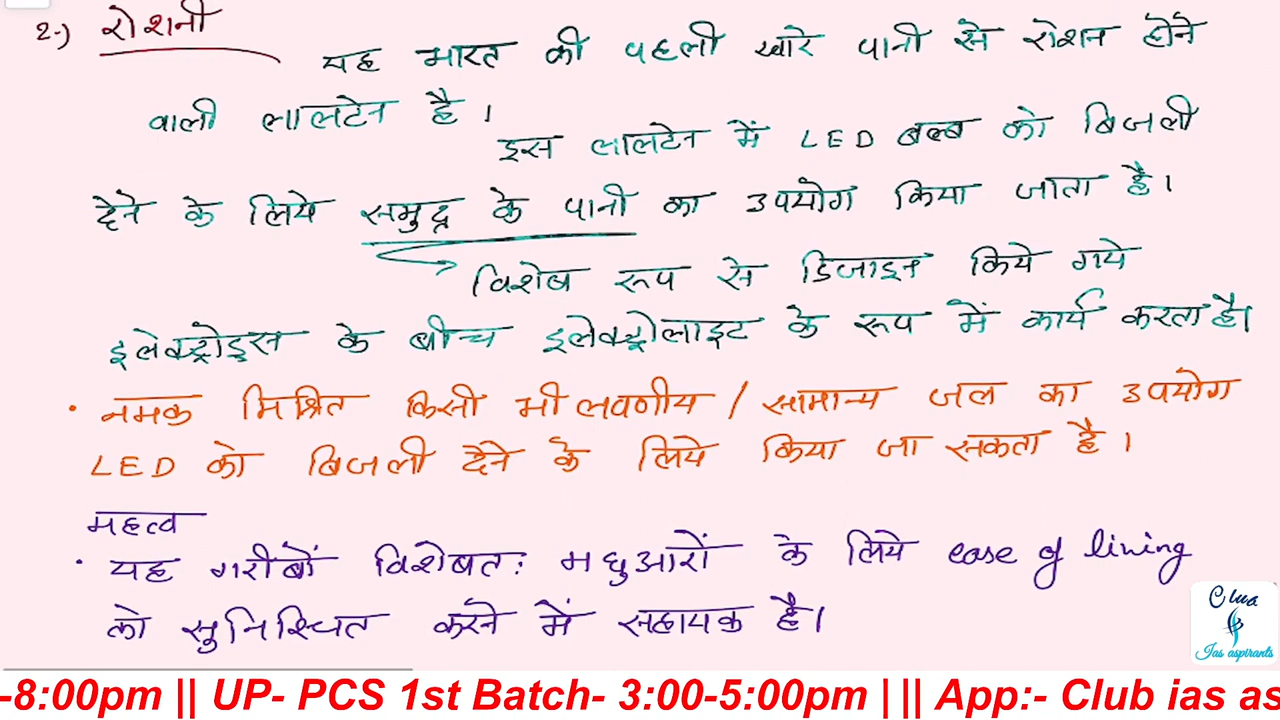 2-) रोशनी
यह भारत की पहली खारे पानी से रोशन होने
वाली लालटेन है।
इस लालटेन में LED बल्ब को बिजली
देने के लिये समुद्र के पानी का उपयोग किया जाता है।
विशेष रूप से डिजाइन किये गये
इलेक्ट्रोड्स के बीच इलेक्ट्रोलाइट के रूप में कार्य करता है।
• नमक मिश्रित किसी भी लवणीय / सामान्य जल का उपयोग
LED को बिजली देने के लिये किया जा सकता है।
महत्व
• यह गरीबों विशेषतः मधुआरों के लिये ease of living
को सुनिश्चित करने में सहायक है।
Club
Ias aspirants
-8:00pm || UP- PCS 1st Batch- 3:00-5:00pm | || App:- Club ias as